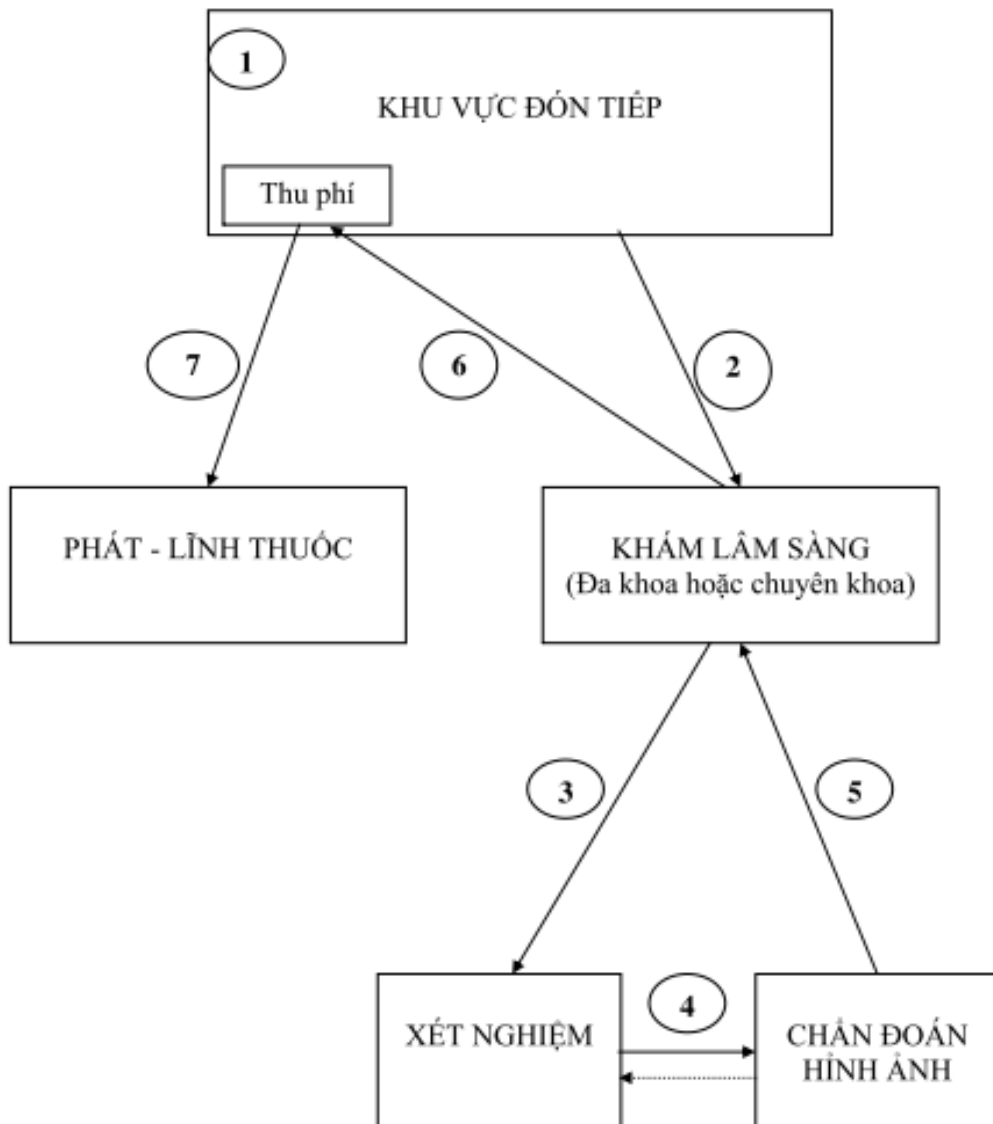 1
KHU VỰC ĐÓN TIẾP
Thu phí
7
6
2
PHÁT - LĨNH THUỐC
KHÁM LÂM SÀNG
(Đa khoa hoặc chuyên khoa)
3
5
4
XÉT NGHIỆM
CHẨN ĐOÁN
HÌNH ẢNH